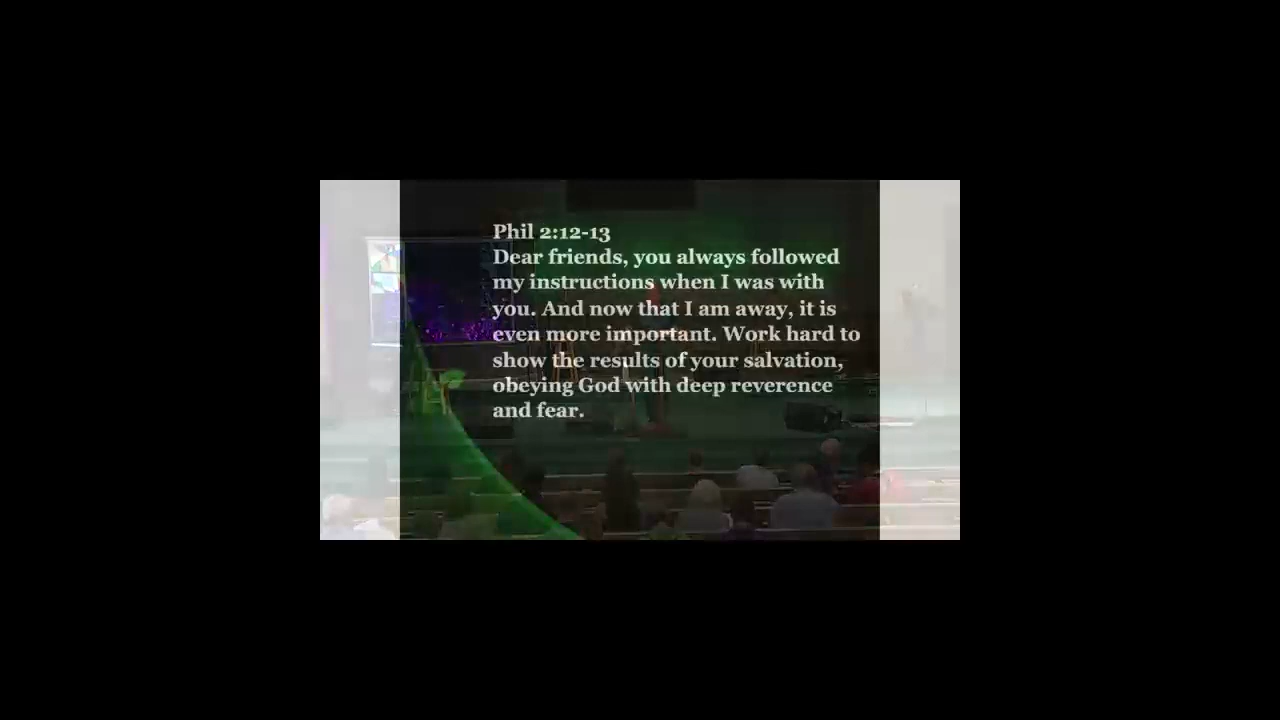 Phil 2:12-13
Dear friends, you always followed
my instructions when I was with
you. And now that I am away, it is
even more important. Work hard to
show the results of your salvation,
obeying God with deep reverence
and fear.